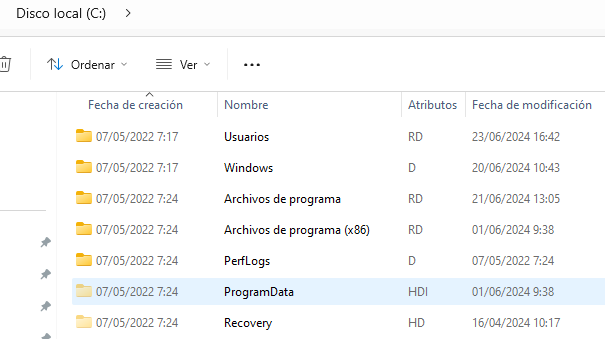 Disco local (C:)
Ordenar Ver
Fecha de creación Nombre Atributos Fecha de modificación
07/05/2022 7:17 Usuarios RD 23/06/2024 16:42
07/05/2022 7:17 Windows D 20/06/2024 10:43
07/05/2022 7:24 Archivos de programa RD 21/06/2024 13:05
07/05/2022 7:24 Archivos de programa (x86) RD 01/06/2024 9:38
07/05/2022 7:24 PerfLogs D 07/05/2022 7:24
07/05/2022 7:24 ProgramData HDI 01/06/2024 9:38
07/05/2022 7:24 Recovery HD 16/04/2024 10:17